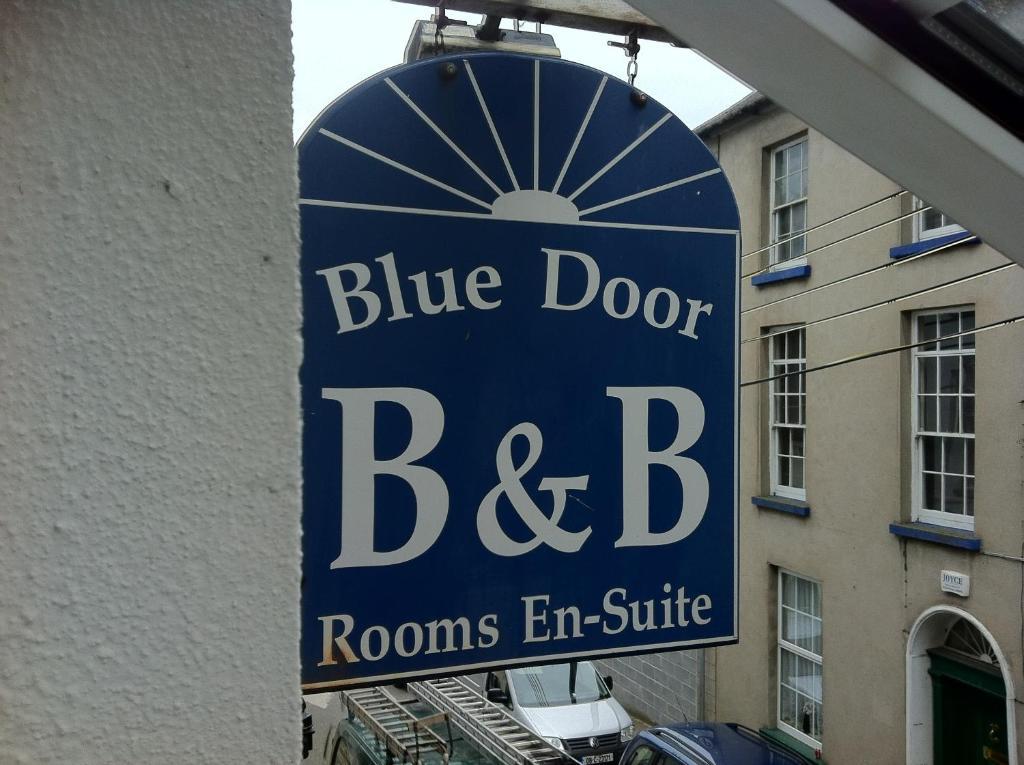 Blue Door
B&B
Rooms En-Suite
JOYCE